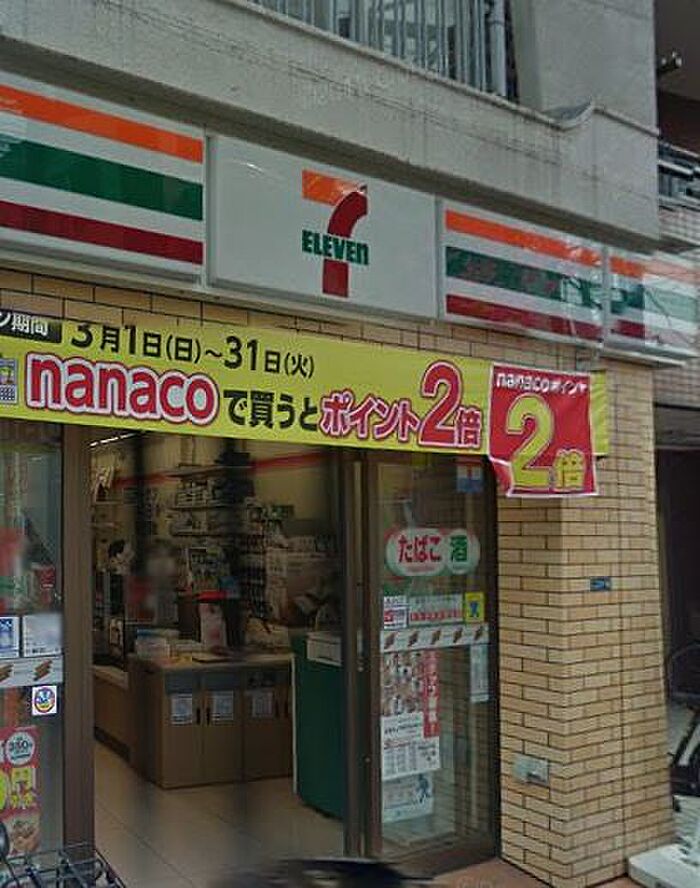 7
ELEVEn
ン期間 3月1日(日)～31日(火)
nanacoで買うとポイント2倍
nanacoポイント
2倍
たばこ 酒